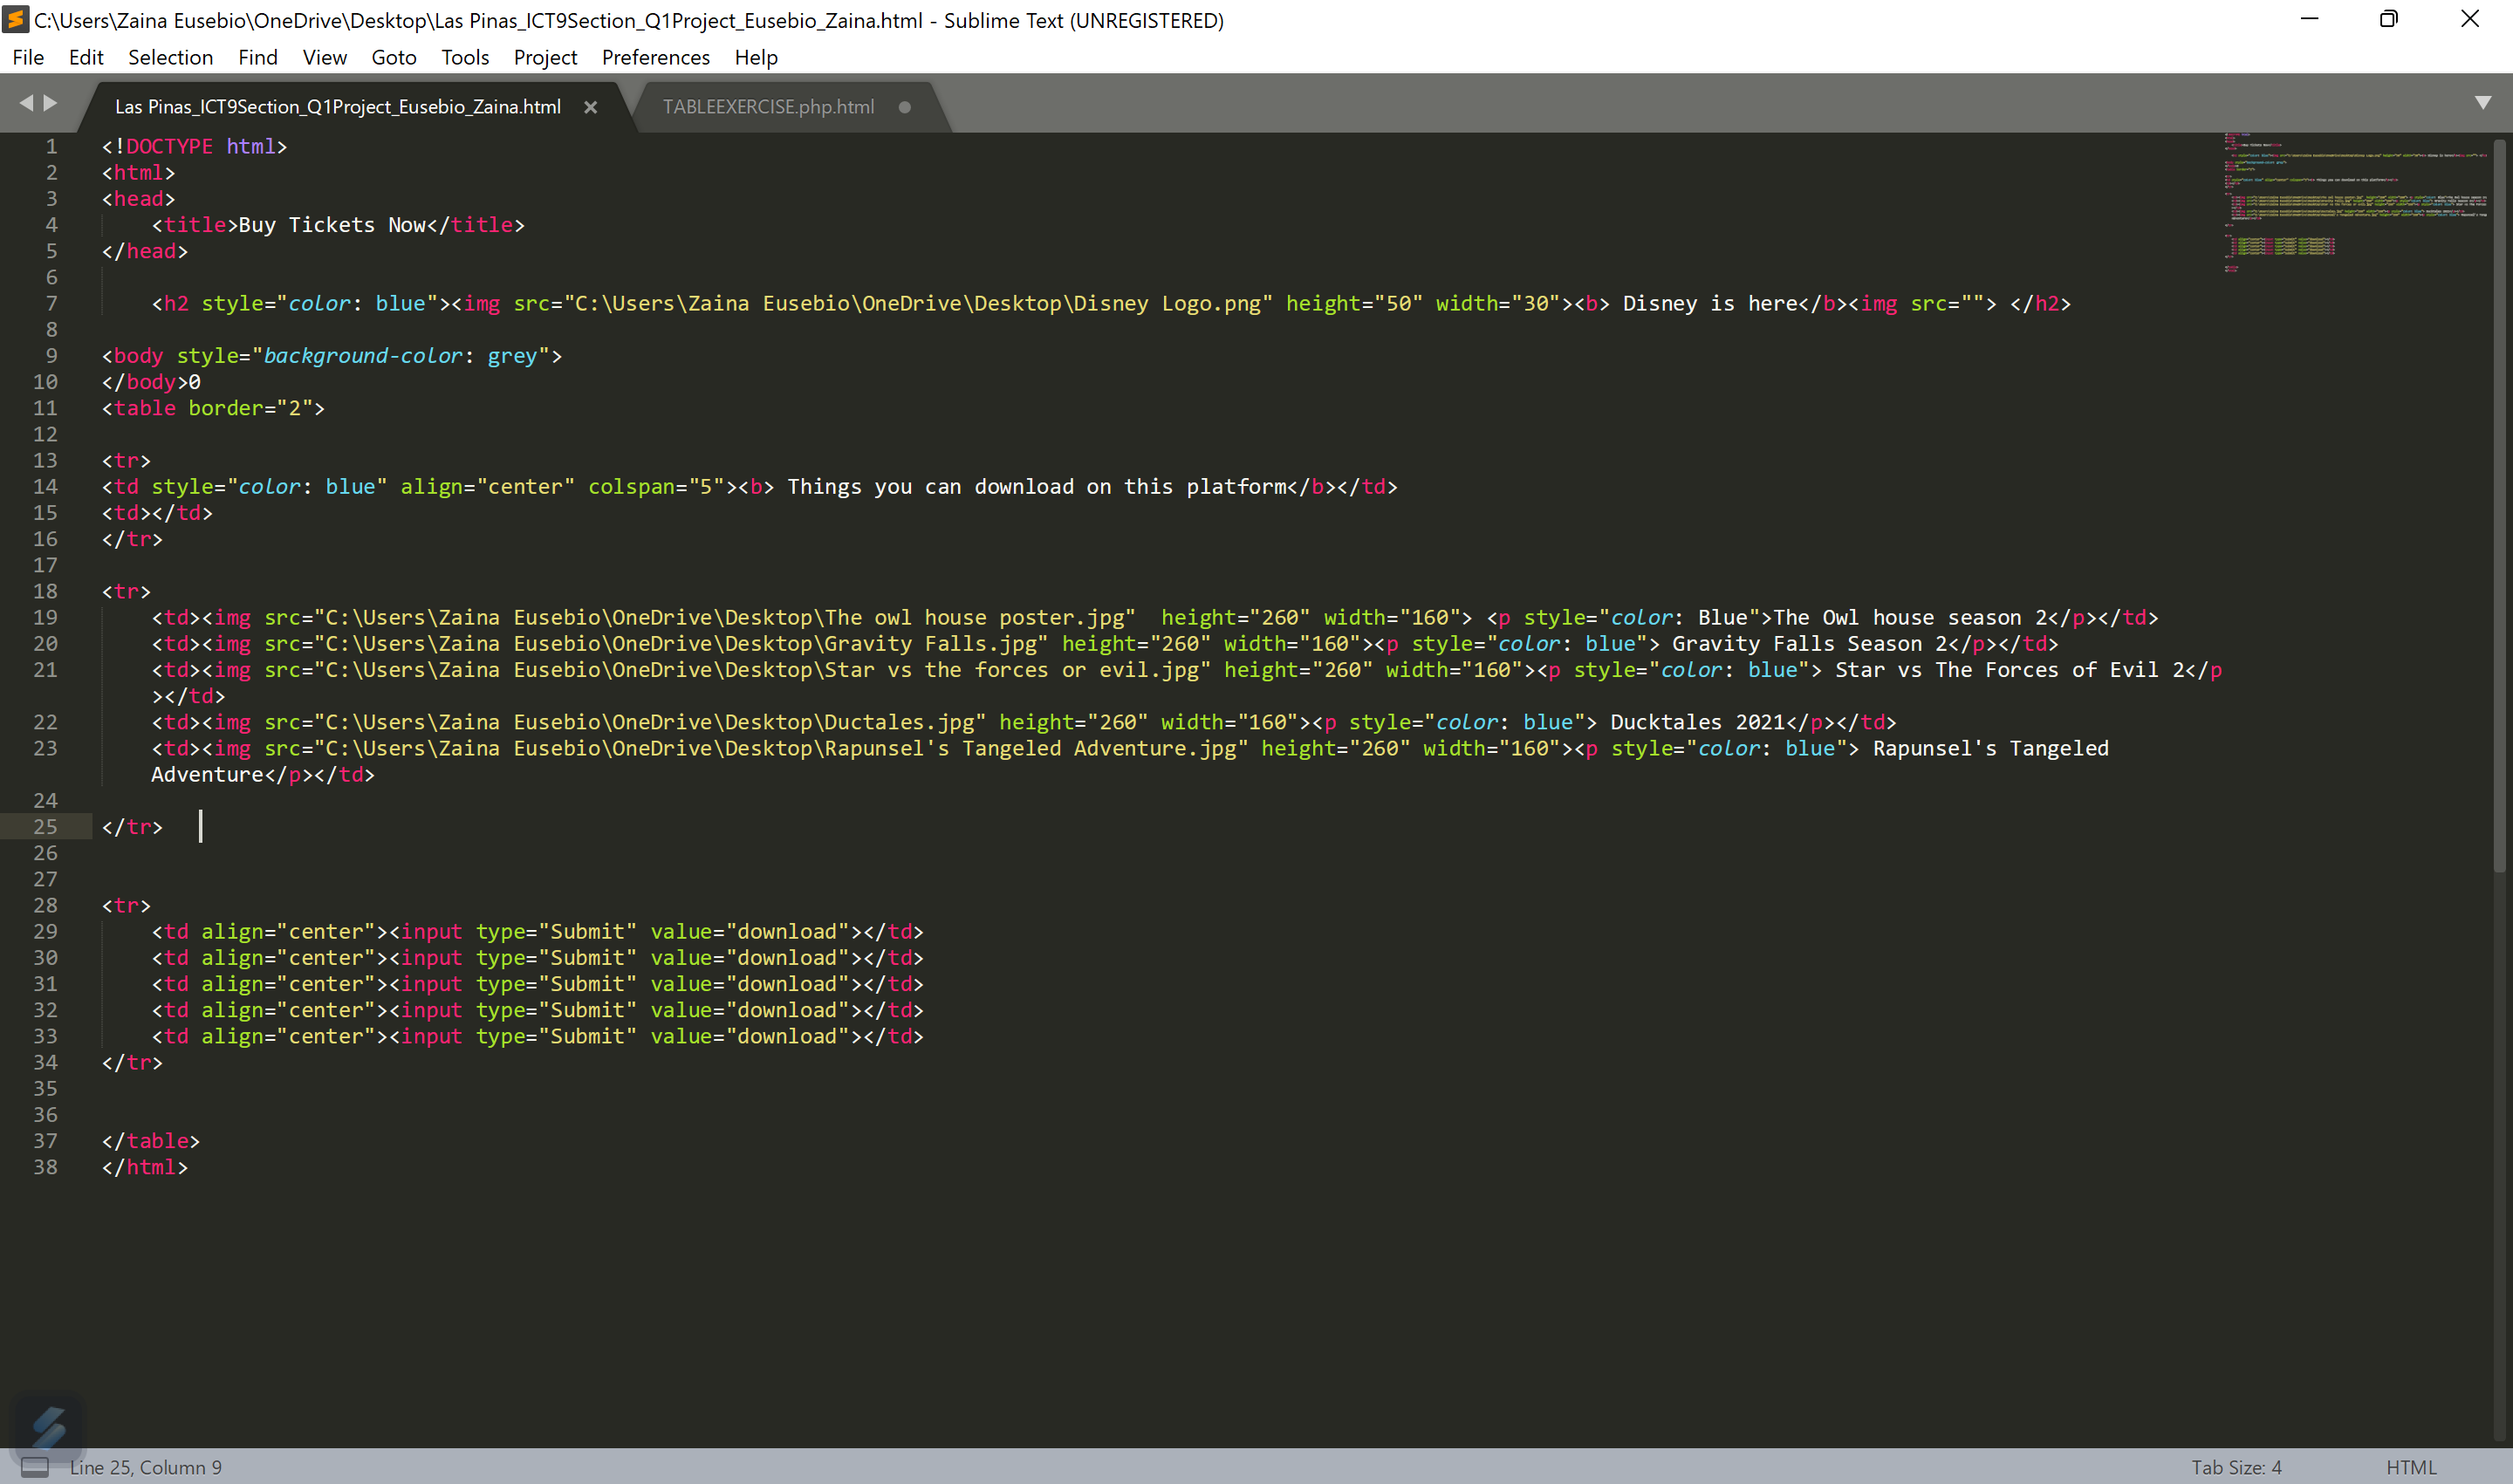 C:\Users\Zaina Eusebio\OneDrive\Desktop\Las Pinas_ICT9Section_Q1Project_Eusebio_Zaina.html - Sublime Text (UNREGISTERED)
File Edit Selection Find View Goto Tools Project Preferences Help
Las Pinas_ICT9Section_Q1Project_Eusebio_Zaina.html TABLEEXERCISE.php.html
1 <!DOCTYPE html>
2 <html>
3 <head>
4     <title>Buy Tickets Now</title>
5 </head>
6
7     <h2 style="color: blue"><img src="C:\Users\Zaina Eusebio\OneDrive\Desktop\Disney Logo.png" height="50" width="30"><b> Disney is here</b><img src=""> </h2>
8
9 <body style="background-color: grey">
10 </body>0
11 <table border="2">
12
13 <tr>
14 <td style="color: blue" align="center" colspan="5"><b> Things you can download on this platform</b></td>
15 <td></td>
16 </tr>
17
18 <tr>
19     <td><img src="C:\Users\Zaina Eusebio\OneDrive\Desktop\The owl house poster.jpg"  height="260" width="160"> <p style="color: Blue">The Owl house season 2</p></td>
20     <td><img src="C:\Users\Zaina Eusebio\OneDrive\Desktop\Gravity Falls.jpg" height="260" width="160"><p style="color: blue"> Gravity Falls Season 2</p></td>
21     <td><img src="C:\Users\Zaina Eusebio\OneDrive\Desktop\Star vs the forces or evil.jpg" height="260" width="160"><p style="color: blue"> Star vs The Forces of Evil 2</p
    ></td>
22     <td><img src="C:\Users\Zaina Eusebio\OneDrive\Desktop\Ductales.jpg" height="260" width="160"><p style="color: blue"> Ducktales 2021</p></td>
23     <td><img src="C:\Users\Zaina Eusebio\OneDrive\Desktop\Rapunsel's Tangeled Adventure.jpg" height="260" width="160"><p style="color: blue"> Rapunsel's Tangeled
    Adventure</p></td>
24
25 </tr>
26
27
28 <tr>
29     <td align="center"><input type="Submit" value="download"></td>
30     <td align="center"><input type="Submit" value="download"></td>
31     <td align="center"><input type="Submit" value="download"></td>
32     <td align="center"><input type="Submit" value="download"></td>
33     <td align="center"><input type="Submit" value="download"></td>
34 </tr>
35
36
37 </table>
38 </html>
Line 25, Column 9 Tab Size: 4 HTML